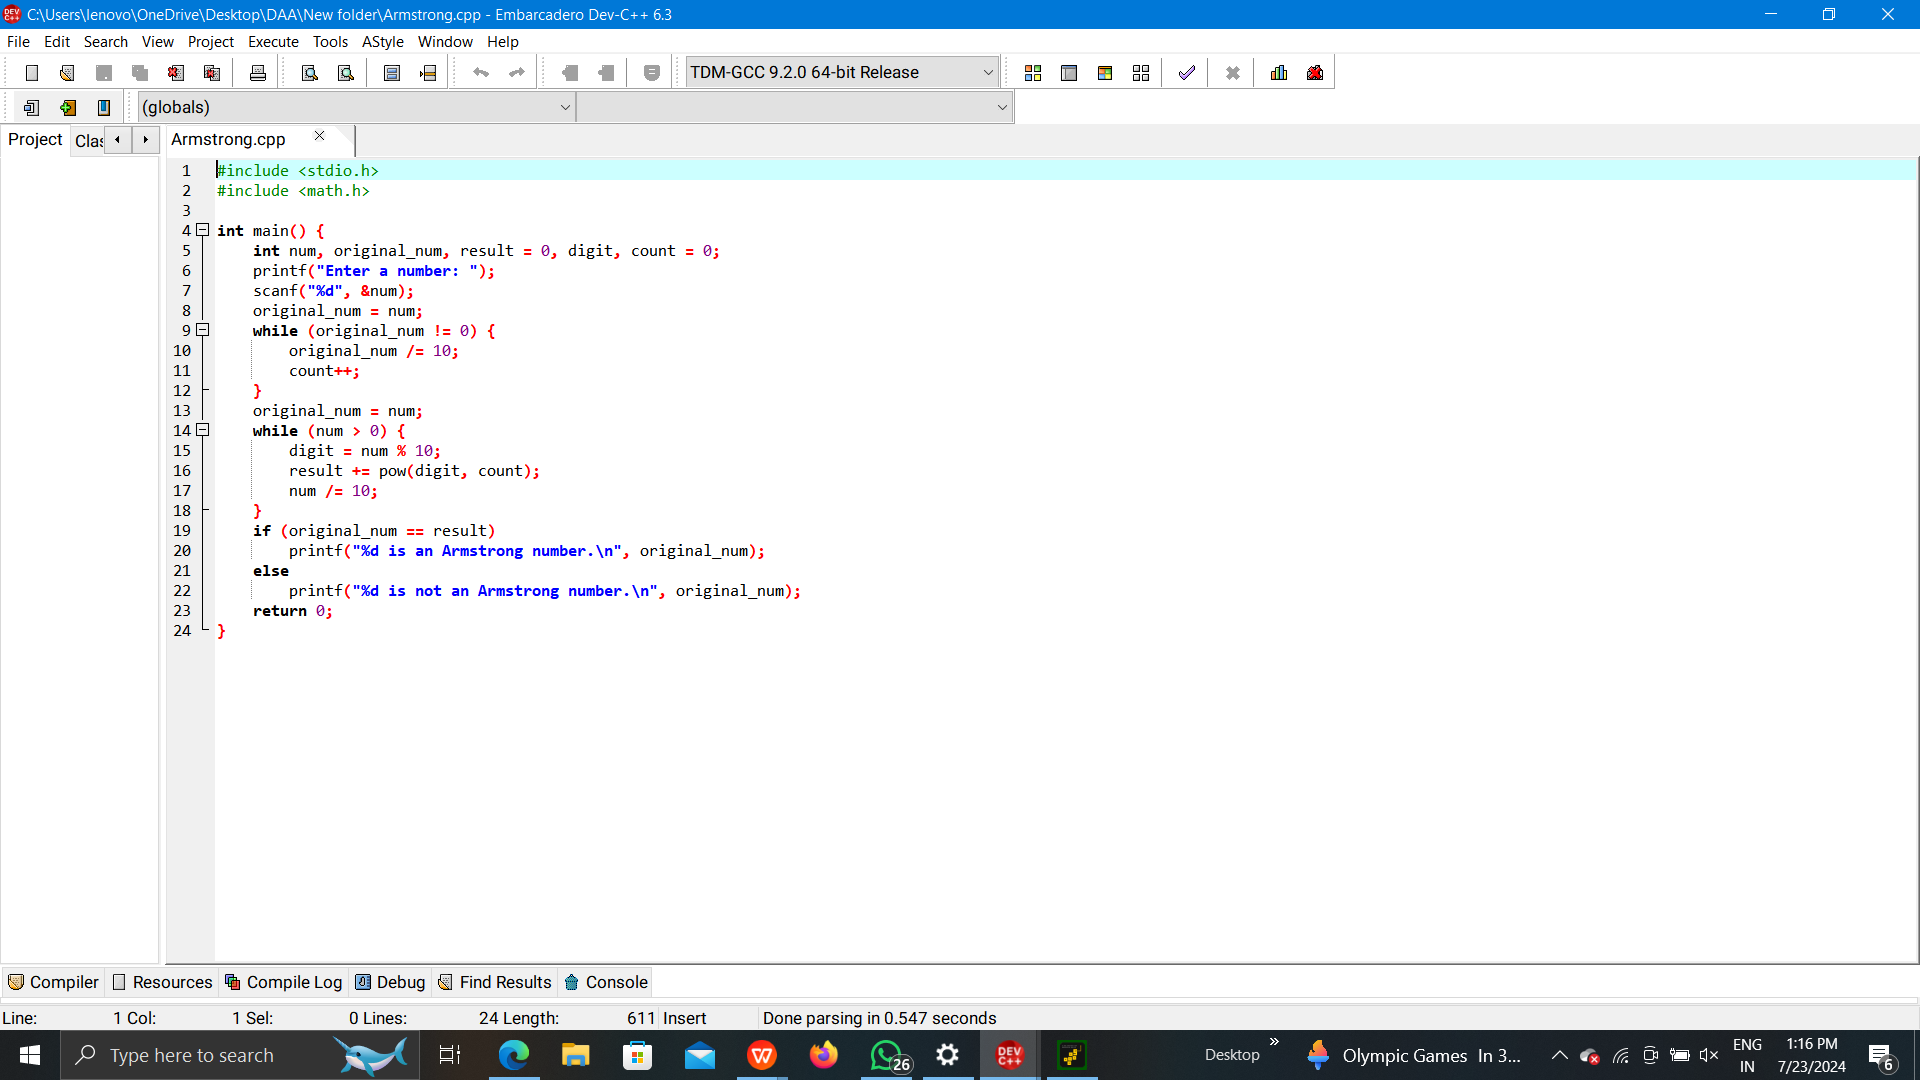 C:\Users\lenovo\OneDrive\Desktop\DAA\New folder\Armstrong.cpp - Embarcadero Dev-C++ 6.3
File Edit Search View Project Execute Tools AStyle Window Help
TDM-GCC 9.2.0 64-bit Release
(globals)
Project Clas Armstrong.cpp
1 #include <stdio.h>
2 #include <math.h>
3
4 int main() {
5     int num, original_num, result = 0, digit, count = 0;
6     printf("Enter a number: ");
7     scanf("%d", &num);
8     original_num = num;
9     while (original_num != 0) {
10         original_num /= 10;
11         count++;
12     }
13     original_num = num;
14     while (num > 0) {
15         digit = num % 10;
16         result += pow(digit, count);
17         num /= 10;
18     }
19     if (original_num == result)
20         printf("%d is an Armstrong number.\n", original_num);
21     else
22         printf("%d is not an Armstrong number.\n", original_num);
23     return 0;
24 }
Compiler Resources Compile Log Debug Find Results Console
Line: 1 Col: 1 Sel: 0 Lines: 24 Length: 611 Insert Done parsing in 0.547 seconds
Type here to search
26
DEV C++
Desktop
Olympic Games In 3...
ENG
IN
1:16 PM
7/23/2024
6